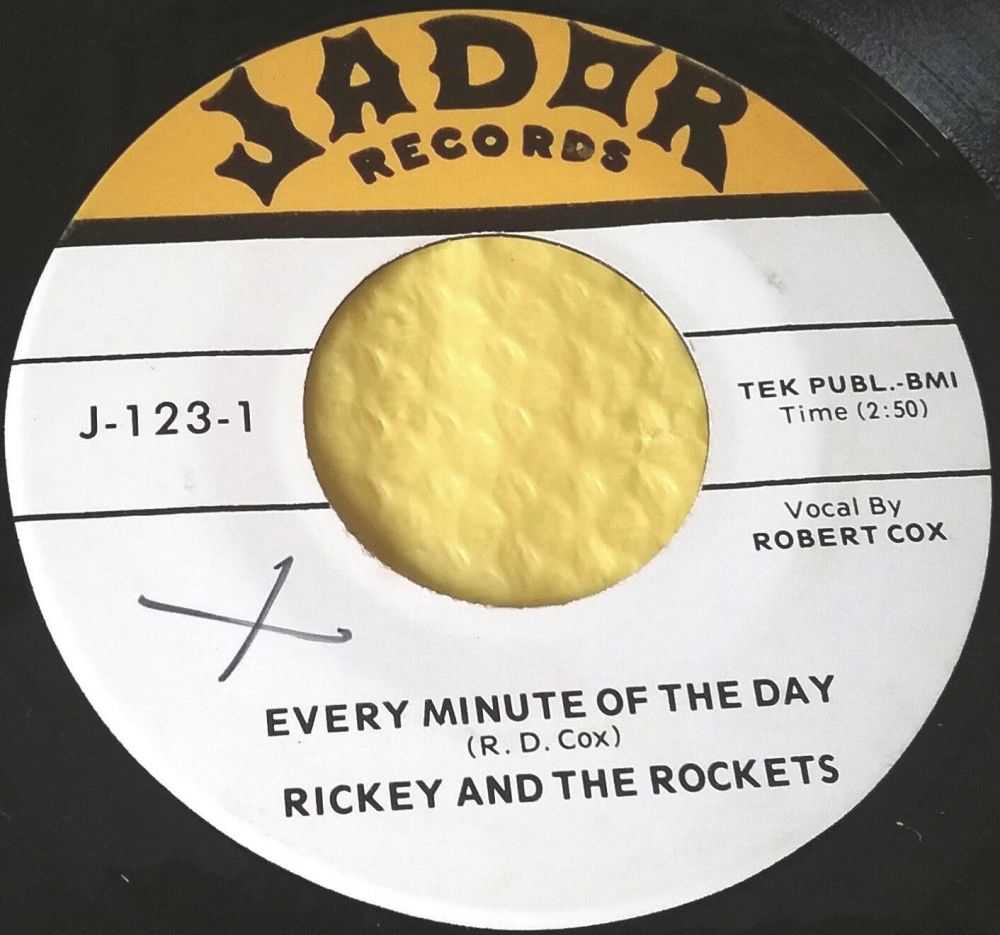 JADOR
RECORDS
J-123-1
TEK PUBL.-BMI
Time (2:50)
Vocal By
ROBERT COX
EVERY MINUTE OF THE DAY
(R. D. Cox)
RICKEY AND THE ROCKETS